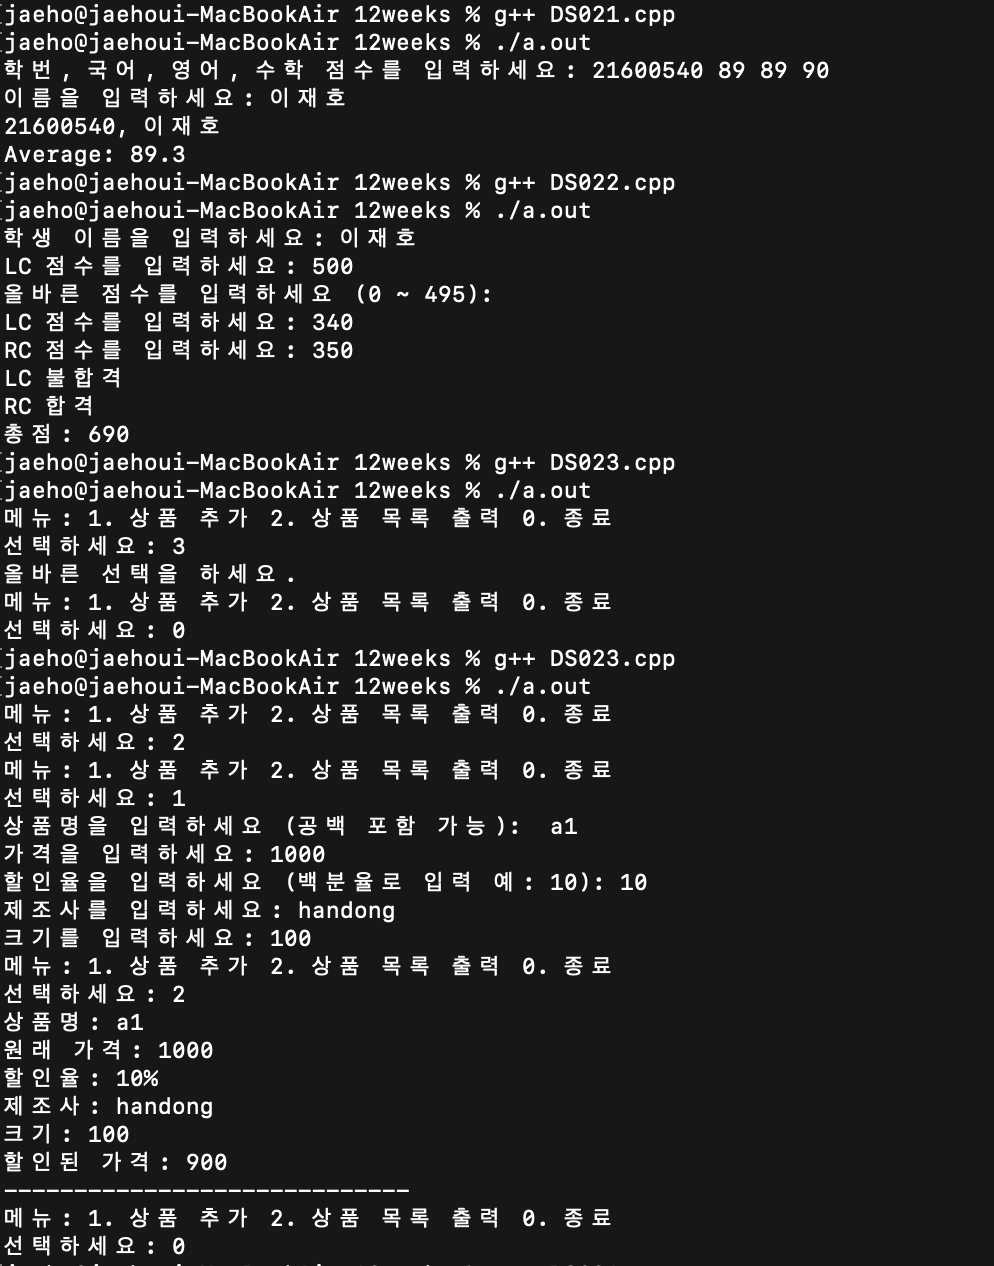 jaeho@jaehoui-MacBookAir 12weeks % g++ DS021.cpp
jaeho@jaehoui-MacBookAir 12weeks % ./a.out
학번, 국어, 영어, 수학 점수를 입력하세요: 21600540 89 89 90
이름을 입력하세요: 이재호
21600540, 이재호
Average: 89.3
jaeho@jaehoui-MacBookAir 12weeks % g++ DS022.cpp
jaeho@jaehoui-MacBookAir 12weeks % ./a.out
학생 이름을 입력하세요: 이재호
LC 점수를 입력하세요: 500
올바른 점수를 입력하세요 (0 ~ 495):
LC 점수를 입력하세요: 340
RC 점수를 입력하세요: 350
LC 불합격
RC 합격
총점: 690
jaeho@jaehoui-MacBookAir 12weeks % g++ DS023.cpp
jaeho@jaehoui-MacBookAir 12weeks % ./a.out
메뉴: 1. 상품 추가 2. 상품 목록 출력 0. 종료
선택하세요: 3
올바른 선택을 하세요.
메뉴: 1. 상품 추가 2. 상품 목록 출력 0. 종료
선택하세요: 0
jaeho@jaehoui-MacBookAir 12weeks % g++ DS023.cpp
jaeho@jaehoui-MacBookAir 12weeks % ./a.out
메뉴: 1. 상품 추가 2. 상품 목록 출력 0. 종료
선택하세요: 2
메뉴: 1. 상품 추가 2. 상품 목록 출력 0. 종료
선택하세요: 1
상품명을 입력하세요 (공백 포함 가능):  a1
가격을 입력하세요: 1000
할인율을 입력하세요 (백분율로 입력 예: 10): 10
제조사를 입력하세요: handong
크기를 입력하세요: 100
메뉴: 1. 상품 추가 2. 상품 목록 출력 0. 종료
선택하세요: 2
상품명: a1
원래 가격: 1000
할인율: 10%
제조사: handong
크기: 100
할인된 가격: 900
-----------------------------
메뉴: 1. 상품 추가 2. 상품 목록 출력 0. 종료
선택하세요: 0